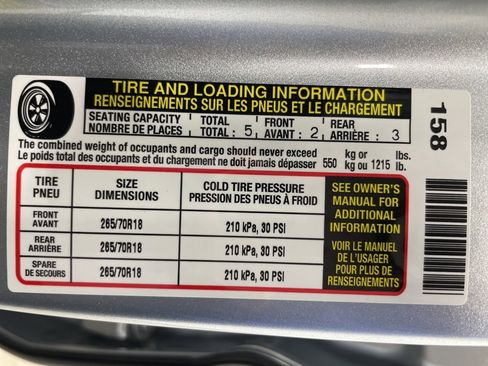 TIRE AND LOADING INFORMATION
RENSEIGNEMENTS SUR LES PNEUS ET LE CHARGEMENT
SEATING CAPACITY TOTAL FRONT REAR
NOMBRE DE PLACES TOTAL : 5 AVANT : 2 ARRIÈRE : 3
The combined weight of occupants and cargo should never exceed kg or lbs.
Le poids total des occupants et du chargement ne doit jamais dépasser 550 kg ou 1215 lb.
TIRE SIZE COLD TIRE PRESSURE
PNEU DIMENSIONS PRESSION DES PNEUS À FROID
FRONT
AVANT 265/70R18 210 kPa, 30 PSI
REAR
ARRIÈRE 265/70R18 210 kPa, 30 PSI
SPARE
DE SECOURS 265/70R18 210 kPa, 30 PSI
SEE OWNER'S
MANUAL FOR
ADDITIONAL
INFORMATION
VOIR LE MANUEL
DE L'USAGER
POUR PLUS DE
RENSEIGNEMENTS
158